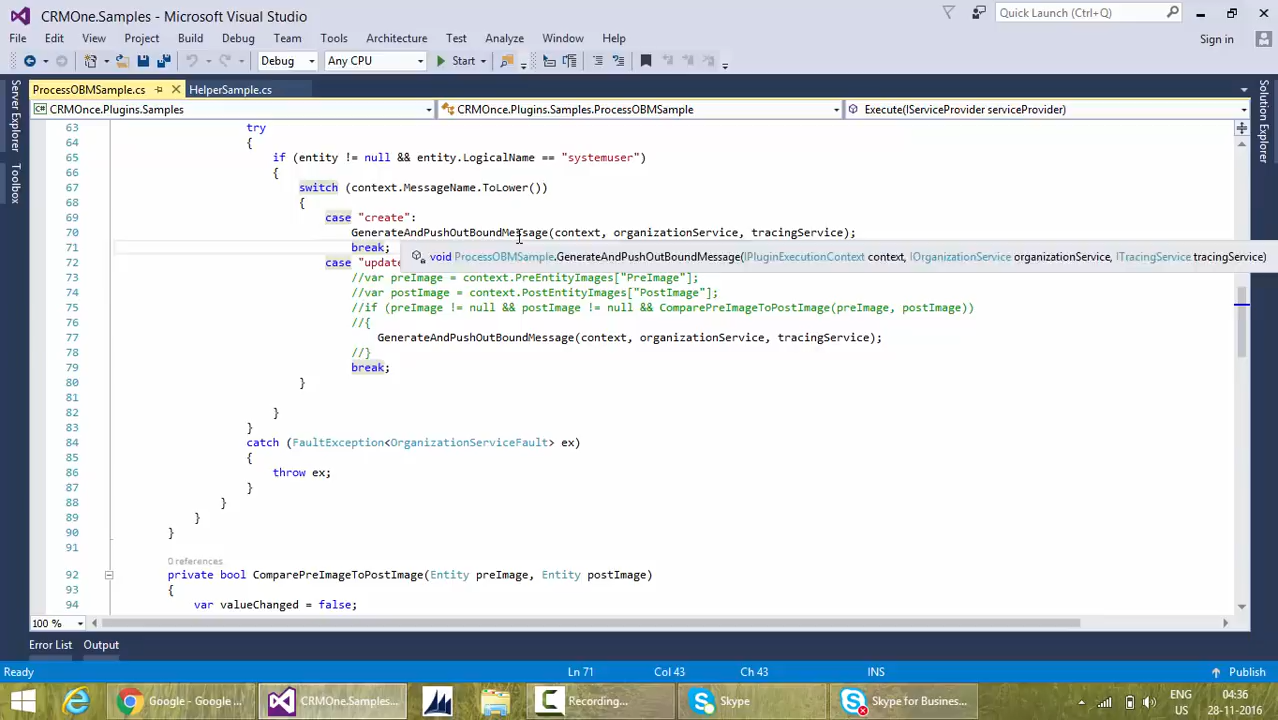 CRMOne.Samples - Microsoft Visual Studio
Quick Launch (Ctrl+Q)
File Edit View Project Build Debug Team Tools Architecture Test Analyze Window Help
Sign in
Debug Any CPU Start
ProcessOBMSample.cs HelperSample.cs
CRMOnce.Plugins.Samples CRMOnce.Plugins.Samples.ProcessOBMSample Execute(IServiceProvider serviceProvider)
Server Explorer
Toolbox
Solution Explorer
63 try
64 {
65 if (entity != null && entity.LogicalName == "systemuser")
66 {
67 switch (context.MessageName.ToLower())
68 {
69 case "create":
70 GenerateAndPushOutBoundMessage(context, organizationService, tracingService);
71 break;
void ProcessOBMSample.GenerateAndPushOutBoundMessage(IPluginExecutionContext context, IOrganizationService organizationService, ITracingService tracingService)
72 case "update
73 //var preImage = context.PreEntityImages["PreImage"];
74 //var postImage = context.PostEntityImages["PostImage"];
75 //if (preImage != null && postImage != null && ComparePreImageToPostImage(preImage, postImage))
76 //{
77 GenerateAndPushOutBoundMessage(context, organizationService, tracingService);
78 //}
79 break;
80 }
81
82 }
83 }
84 catch (FaultException<OrganizationServiceFault> ex)
85 {
86 throw ex;
87 }
88 }
89 }
90 }
91
0 references
92 private bool ComparePreImageToPostImage(Entity preImage, Entity postImage)
93 {
94 var valueChanged = false;
100 %
Error List Output
Ready Ln 71 Col 43 Ch 43 INS Publish
Google - Google ... CRMOne.Samples... Recording... Skype Skype for Busines...
ENG 04:36
US 28-11-2016